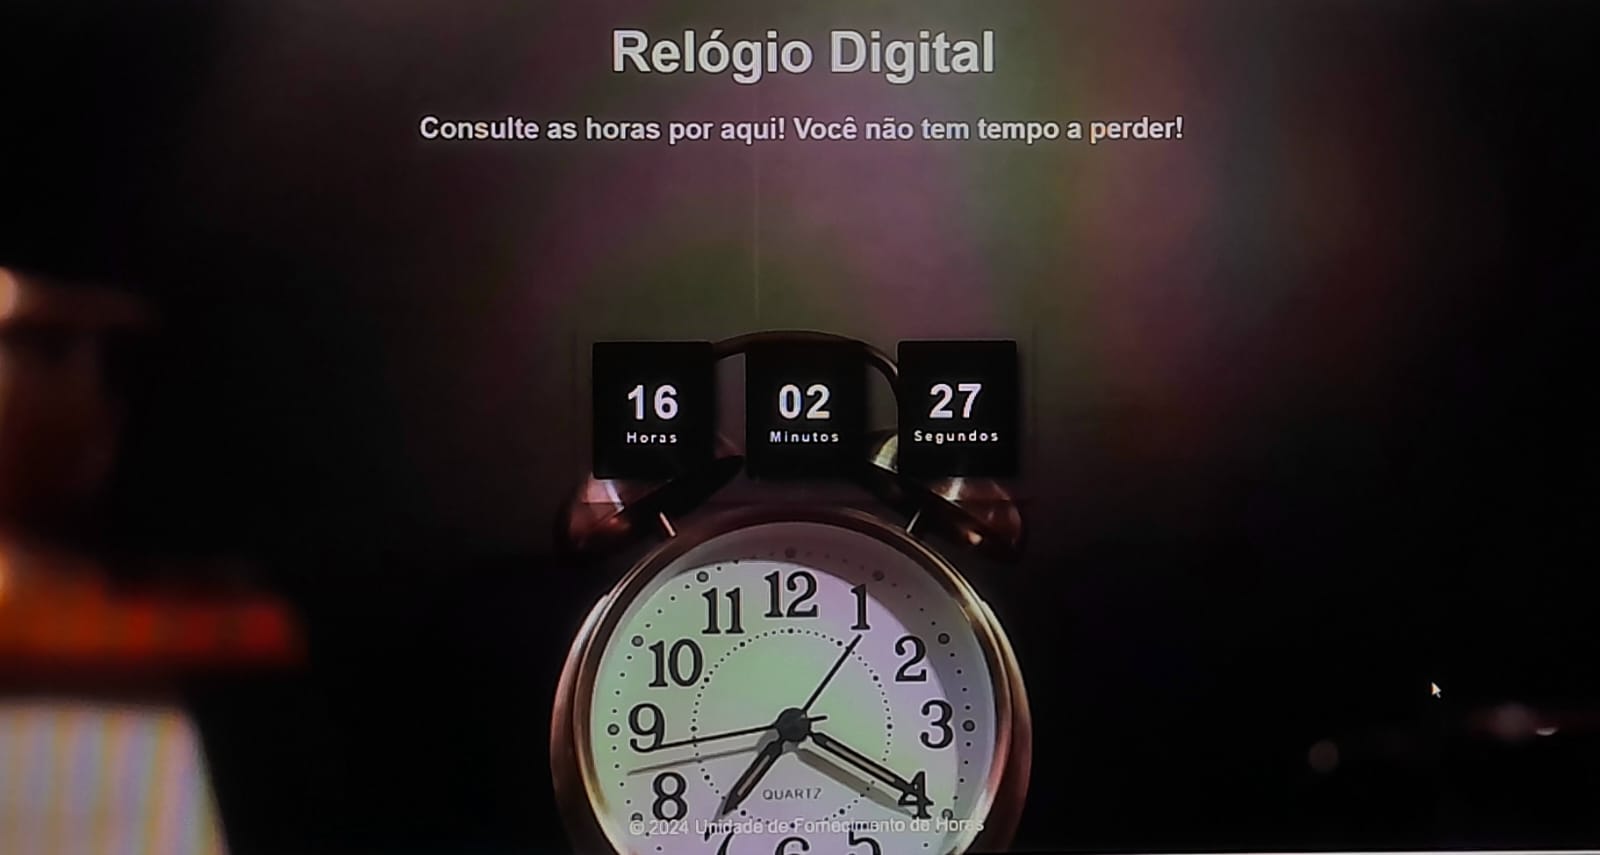 Relógio Digital
Consulte as horas por aqui! Você não tem tempo a perder!
16 02 27
Horas Minutos Segundos
12
11 1
10 2
9 3
8 4
QUARTZ
© 2024 Unidade de Fornecimento de Horas
7 6 5